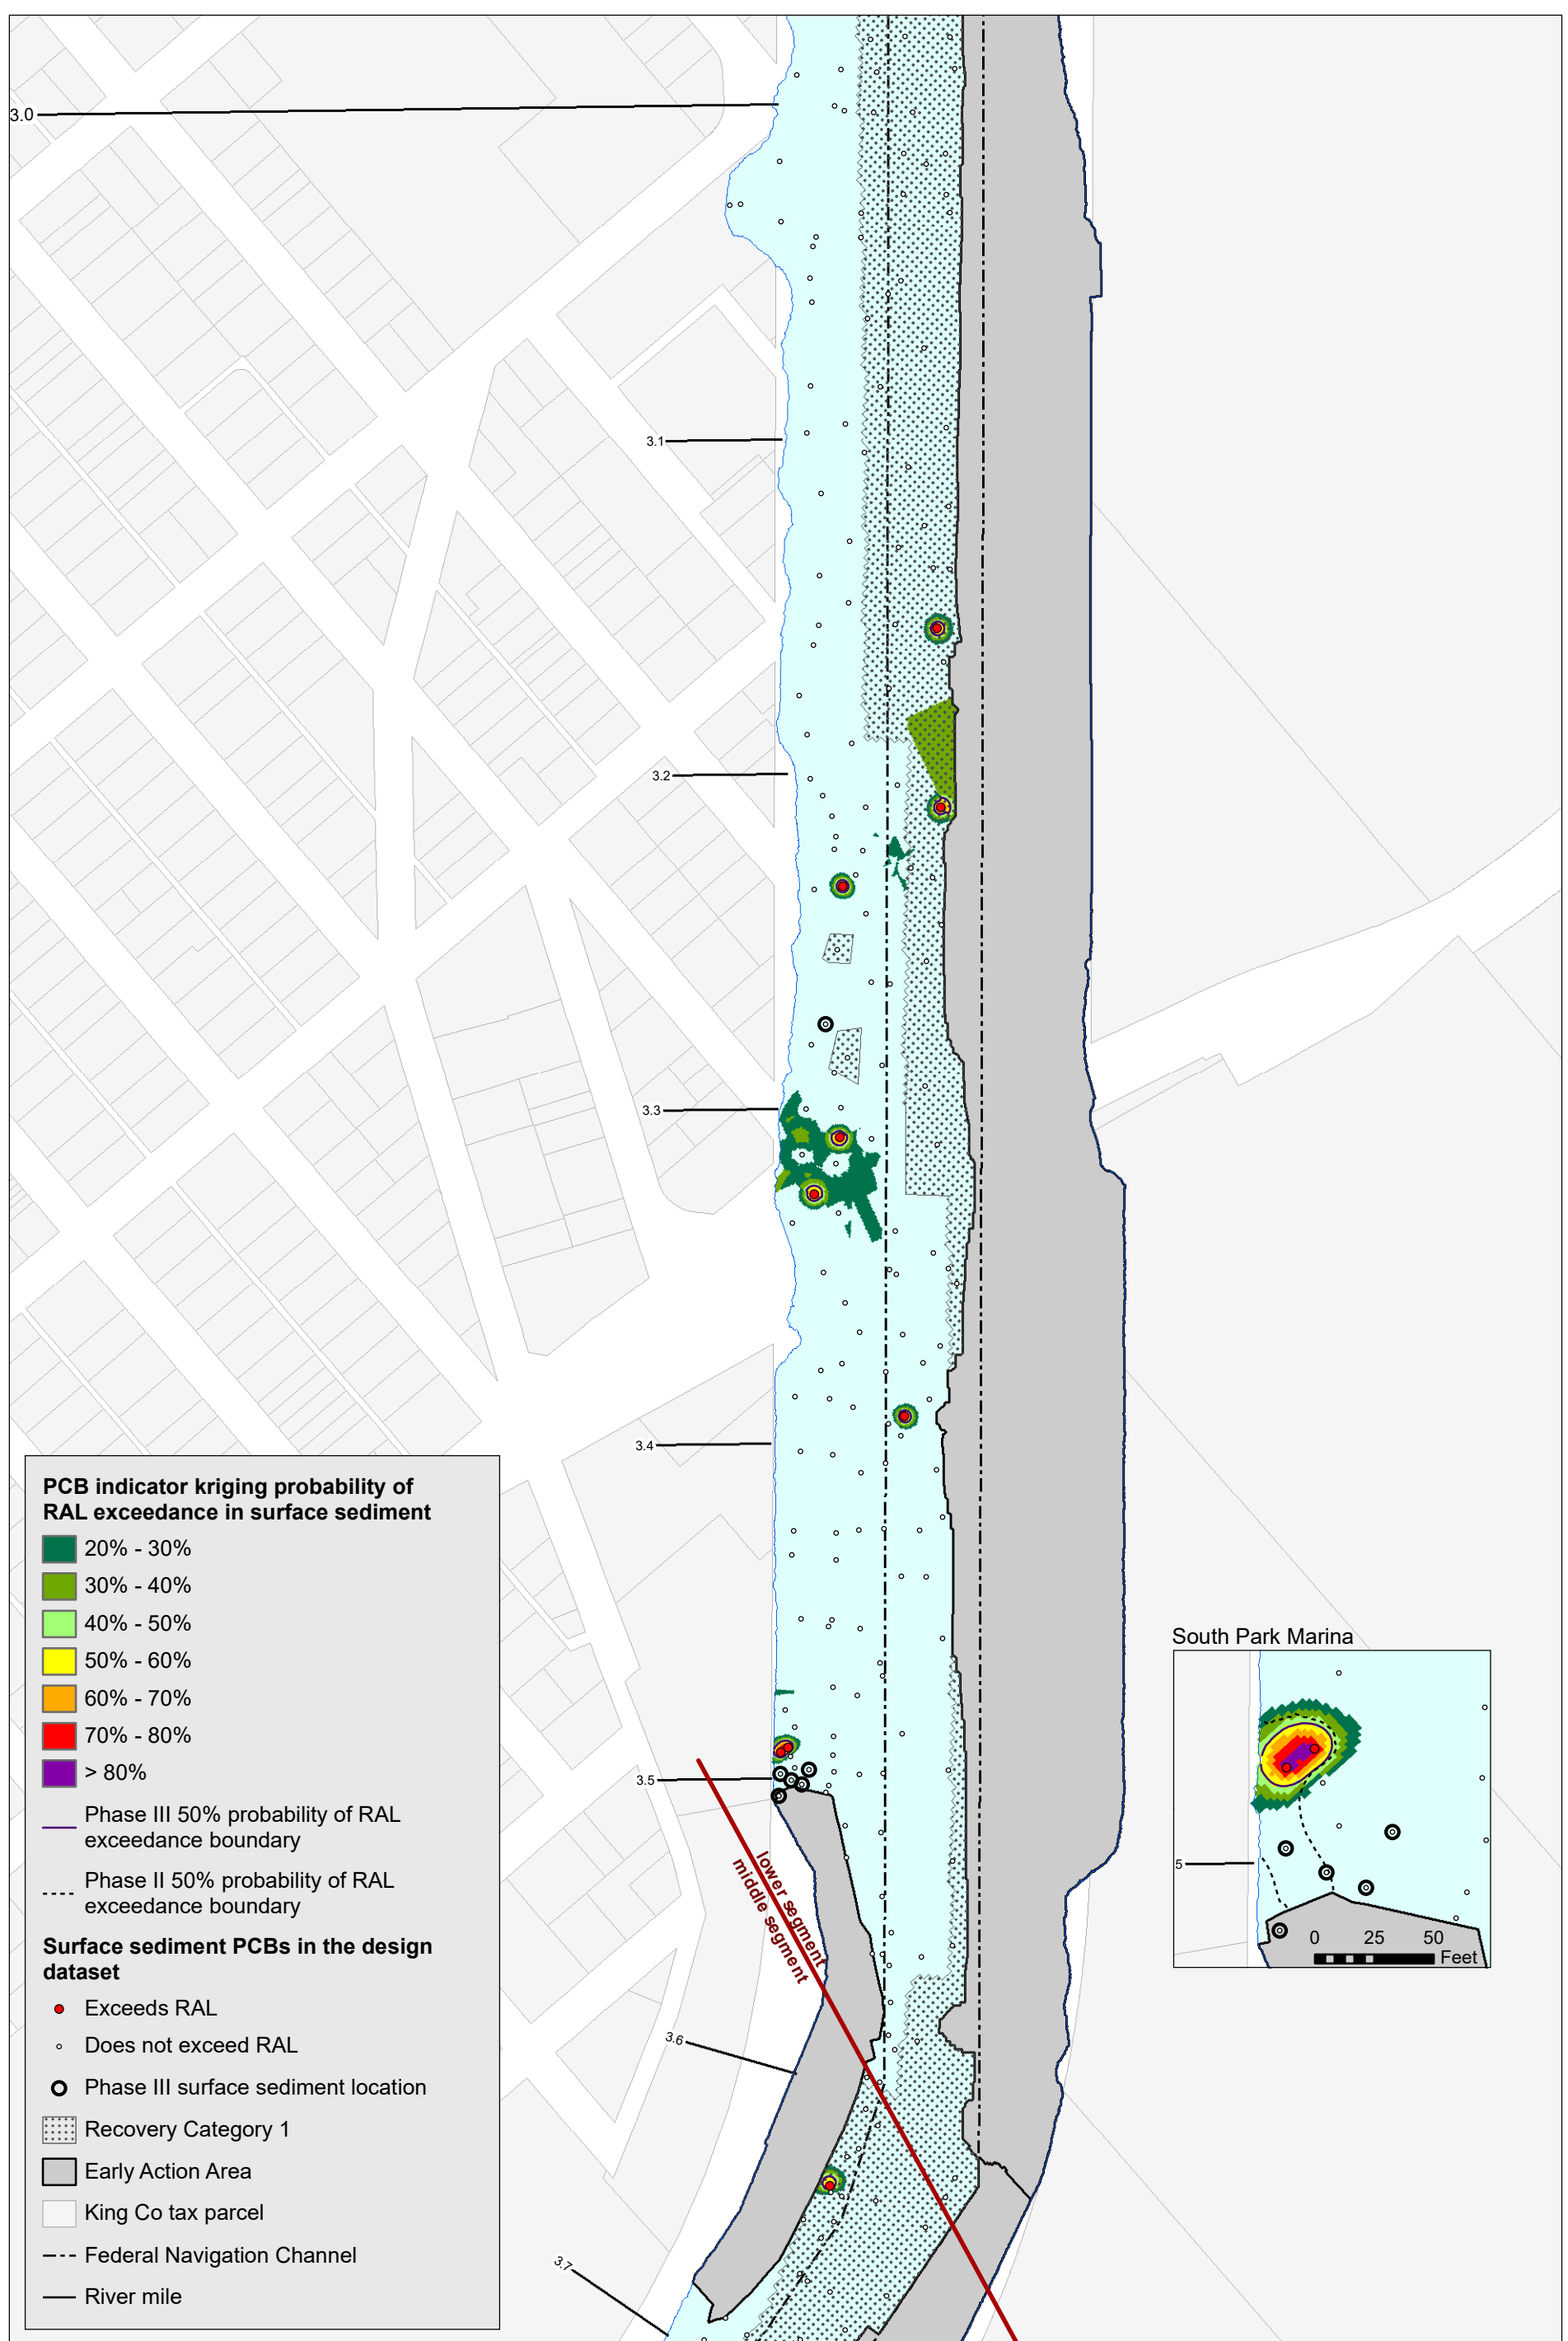 3.0
3.1
3.2
3.3
3.4
3.5
3.6
3.7
lower segment
middle segment
South Park Marina
5
0 25 50
Feet
PCB indicator kriging probability of
RAL exceedance in surface sediment
20% - 30%
30% - 40%
40% - 50%
50% - 60%
60% - 70%
70% - 80%
> 80%
Phase III 50% probability of RAL
exceedance boundary
Phase II 50% probability of RAL
exceedance boundary
Surface sediment PCBs in the design
dataset
Exceeds RAL
Does not exceed RAL
Phase III surface sediment location
Recovery Category 1
Early Action Area
King Co tax parcel
Federal Navigation Channel
River mile